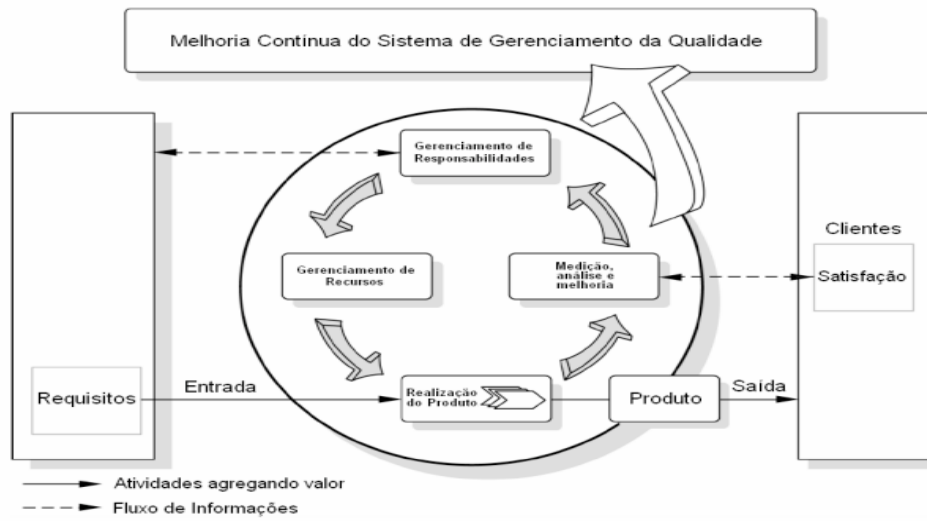 Melhoria Continua do Sistema de Gerenciamento da Qualidade
Gerenciamento de
Responsabilidades
Gerenciamento de
Recursos
Medição,
análise e
melhoria
Clientes
Satisfação
Requisitos
Entrada
Realização
do Produto
Produto
Saída
Atividades agregando valor
Fluxo de Informações